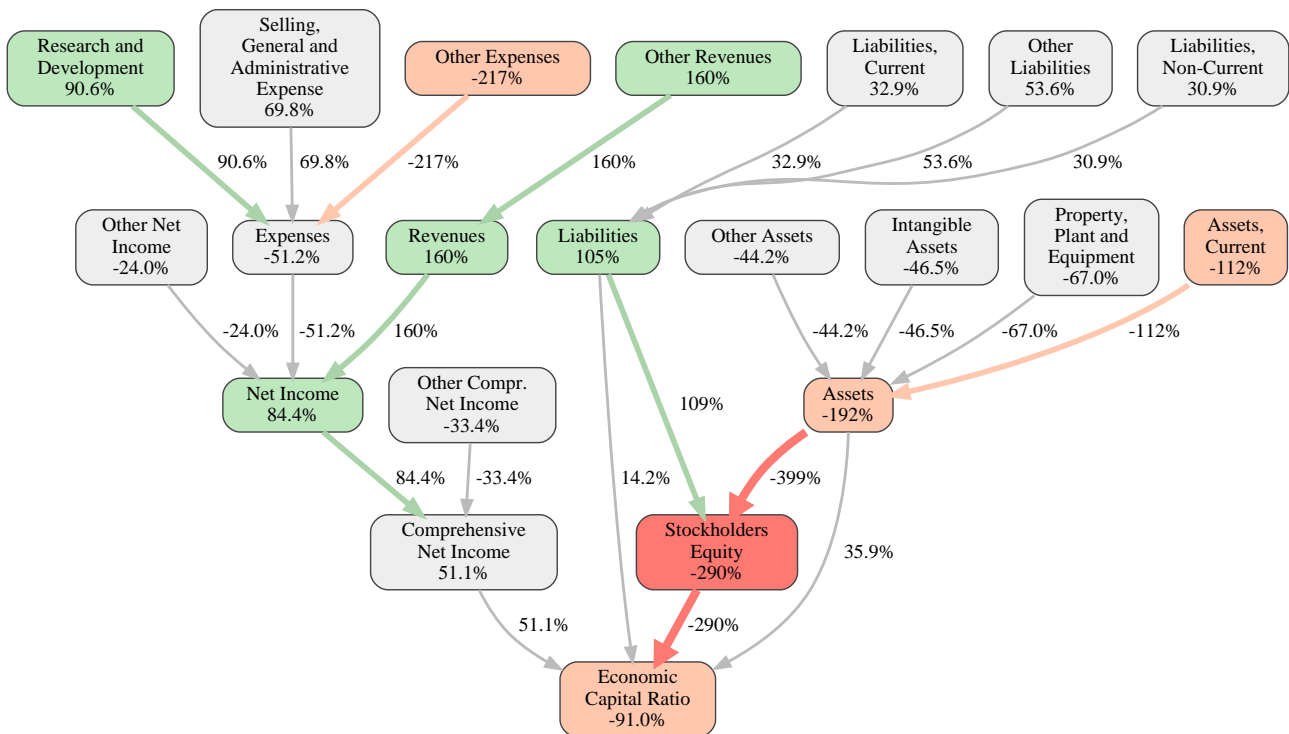 Research and
Development
90.6%
Selling,
General and
Administrative
Expense
69.8%
Other Expenses
-217%
Other Revenues
160%
Liabilities,
Current
32.9%
Other
Liabilities
53.6%
Liabilities,
Non-Current
30.9%
90.6%
69.8%
-217%
160%
32.9%
53.6%
30.9%
Other Net
Income
-24.0%
Expenses
-51.2%
Revenues
160%
Liabilities
105%
Other Assets
-44.2%
Intangible
Assets
-46.5%
Property,
Plant and
Equipment
-67.0%
Assets,
Current
-112%
-24.0%
-51.2%
160%
-44.2%
-46.5%
-67.0%
-112%
Net Income
84.4%
Other Compr.
Net Income
-33.4%
109%
Assets
-192%
84.4%
-33.4%
14.2%
-399%
Comprehensive
Net Income
51.1%
Stockholders
Equity
-290%
35.9%
51.1%
-290%
Economic
Capital Ratio
-91.0%